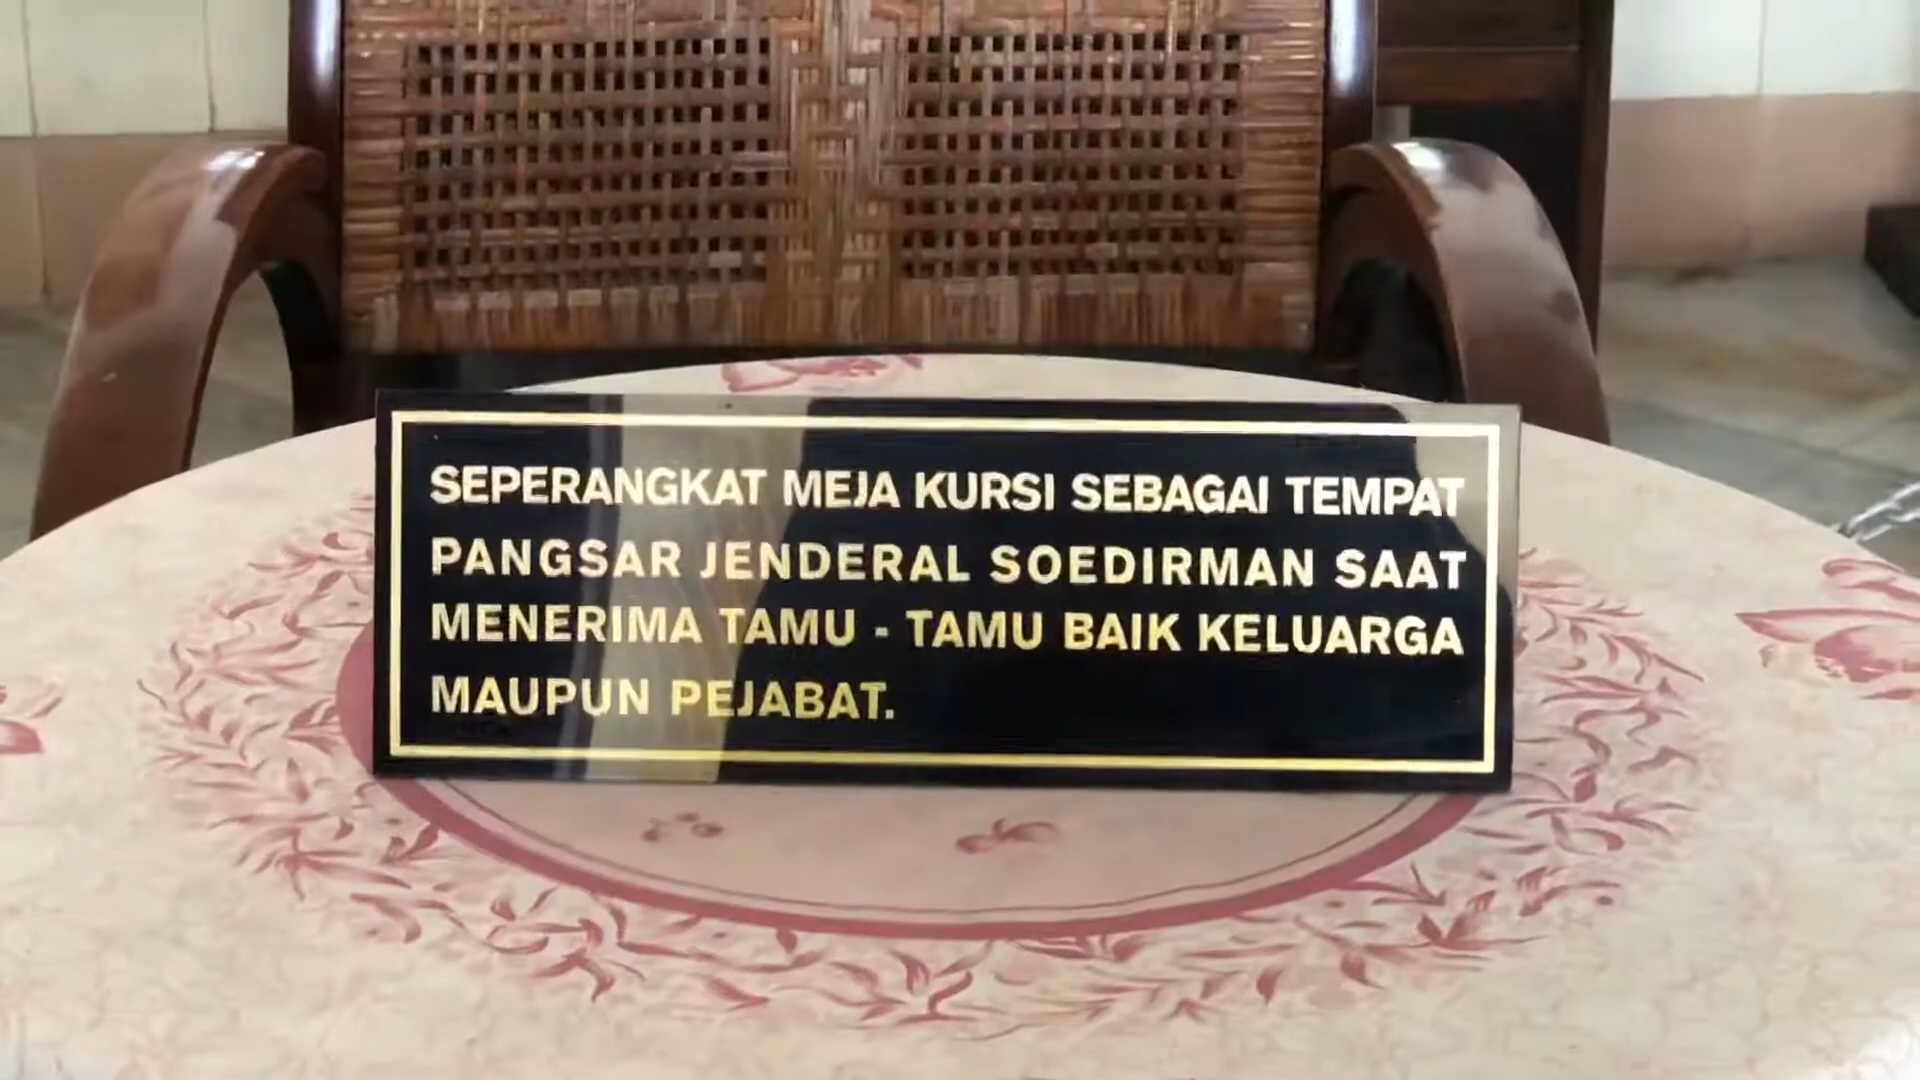 SEPERANGKAT MEJA KURSI SEBAGAI TEMPAT
PANGSAR JENDERAL SOEDIRMAN SAAT
MENERIMA TAMU - TAMU BAIK KELUARGA
MAUPUN PEJABAT.